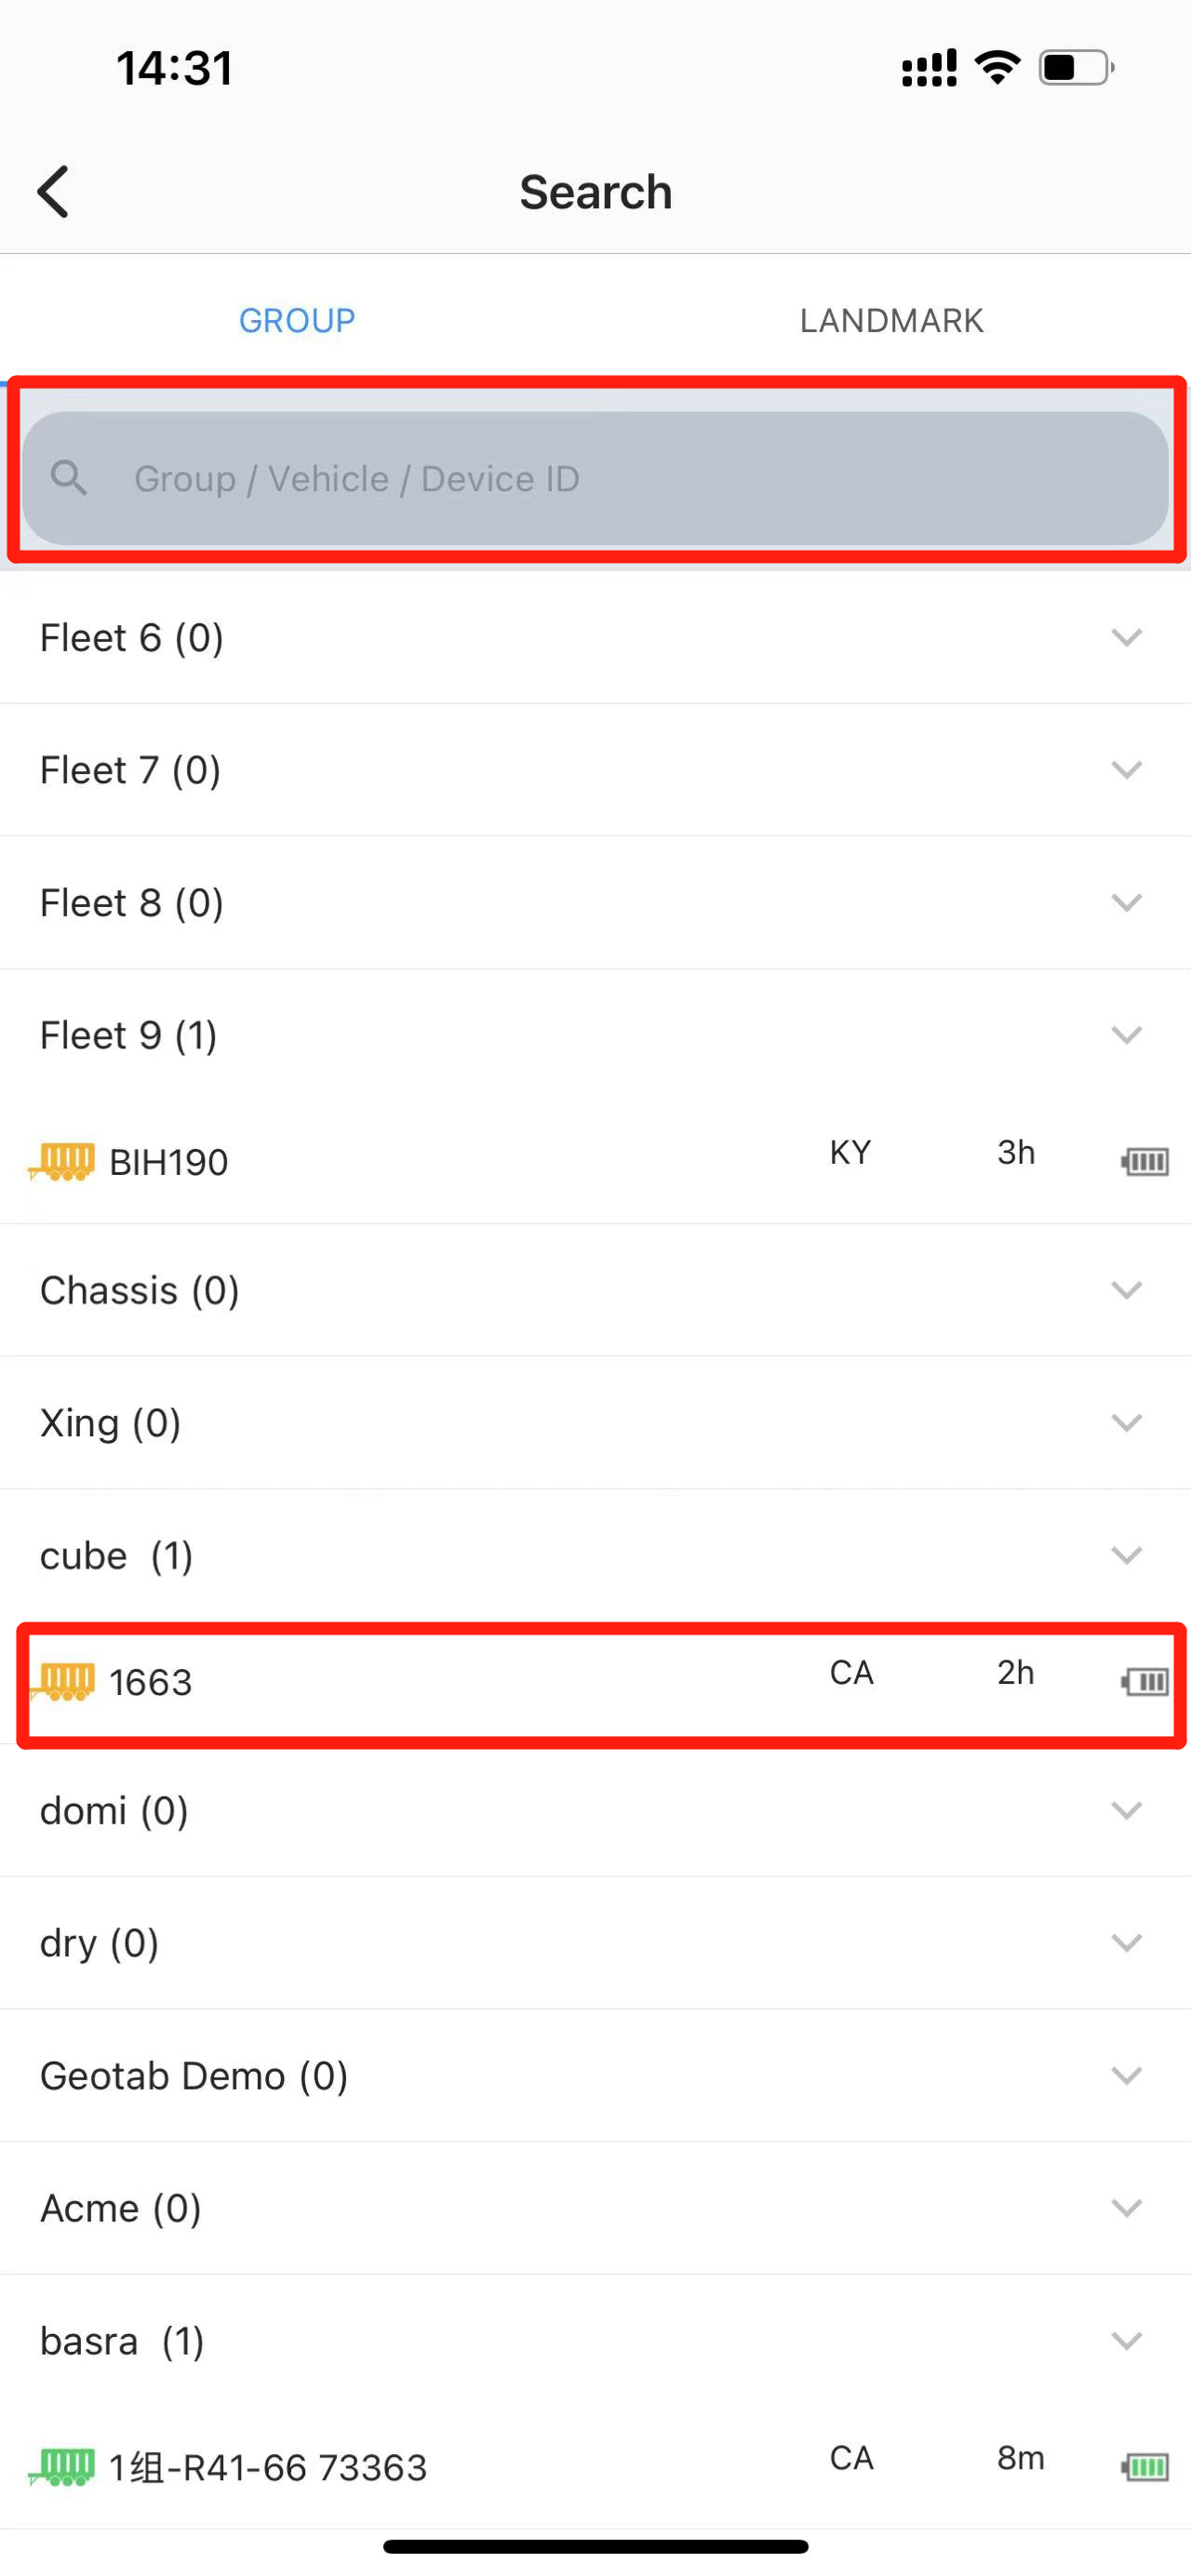 14:31
Search
GROUP LANDMARK
Group / Vehicle / Device ID
Fleet 6 (0)
Fleet 7 (0)
Fleet 8 (0)
Fleet 9 (1)
BIH190 KY 3h
Chassis (0)
Xing (0)
cube (1)
1663 CA 2h
domi (0)
dry (0)
Geotab Demo (0)
Acme (0)
basra (1)
1组-R41-66 73363 CA 8m